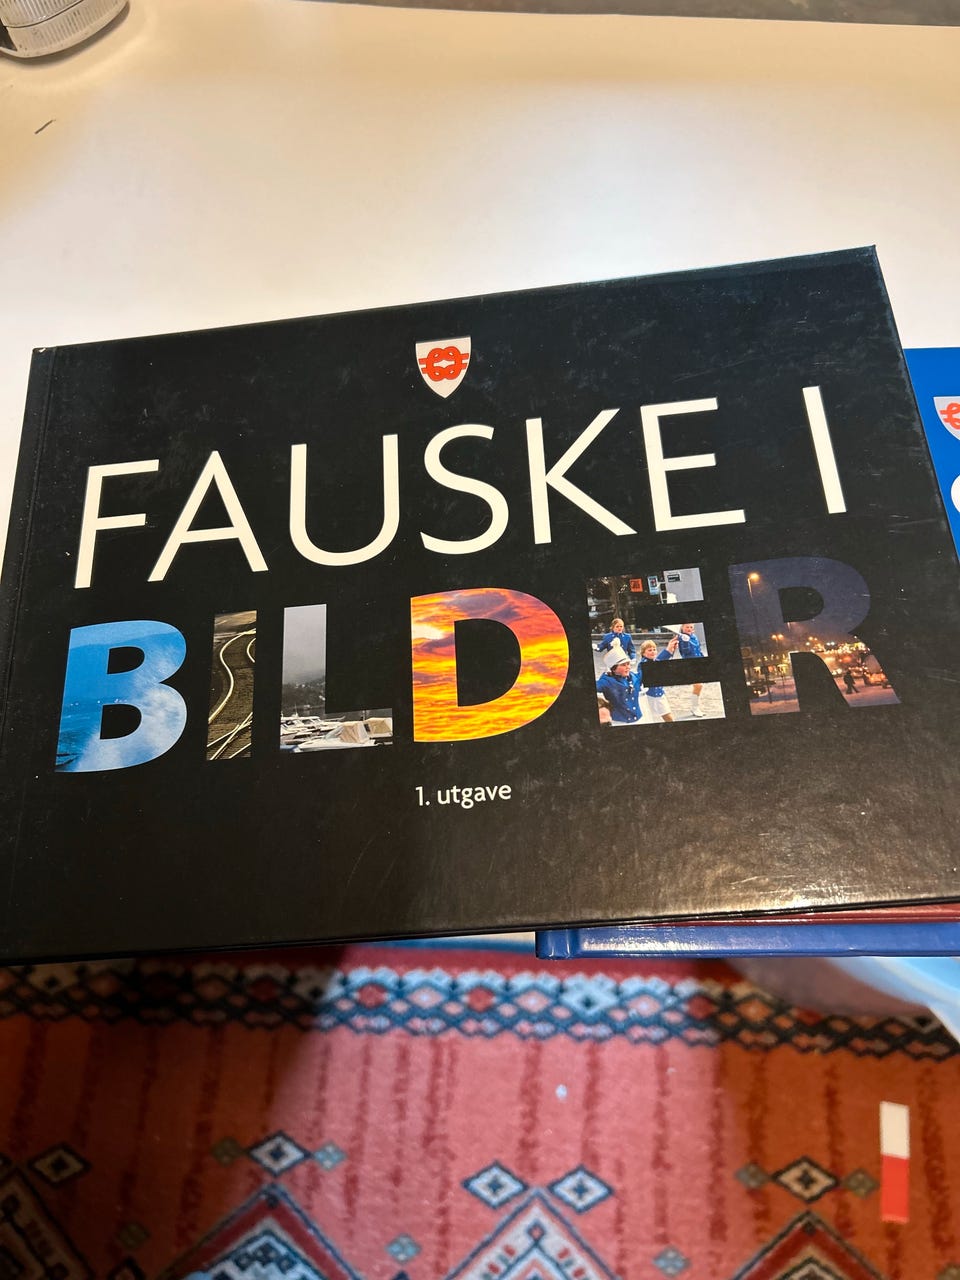 FAUSKE I
BILDER
1. utgave